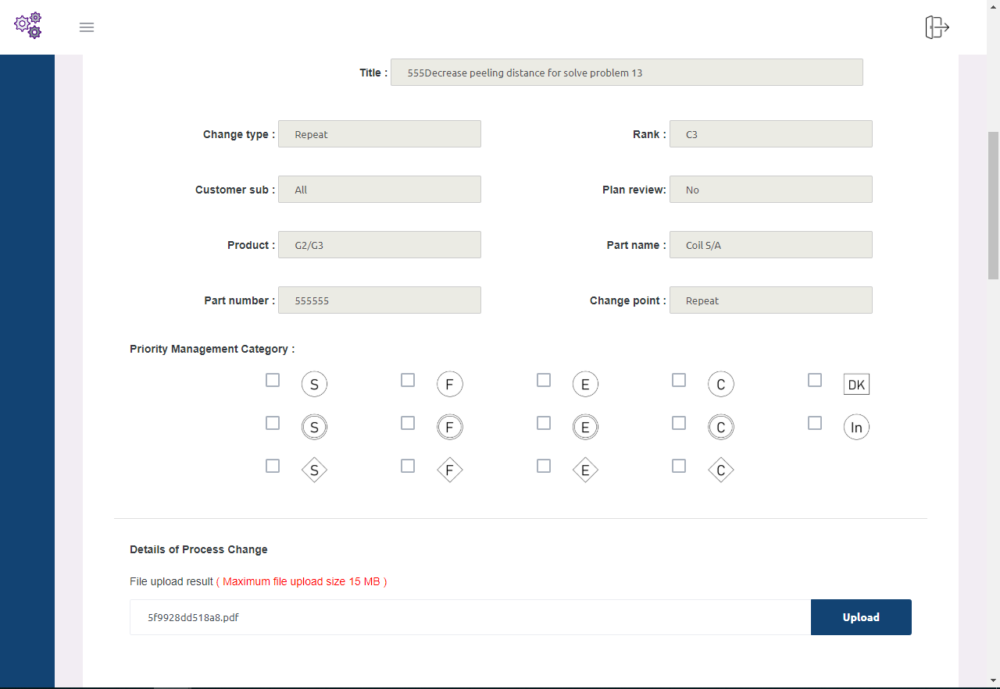 Title : 555Decrease peeling distance for solve problem 13
Change type : Repeat Rank : C3
Customer sub : All Plan review: No
Product : G2/G3 Part name : Coil S/A
Part number : 555555 Change point : Repeat
Priority Management Category :
S F E C DK
S F E C In
S F E C
Details of Process Change
File upload result ( Maximum file upload size 15 MB )
5f9928dd518a8.pdf Upload